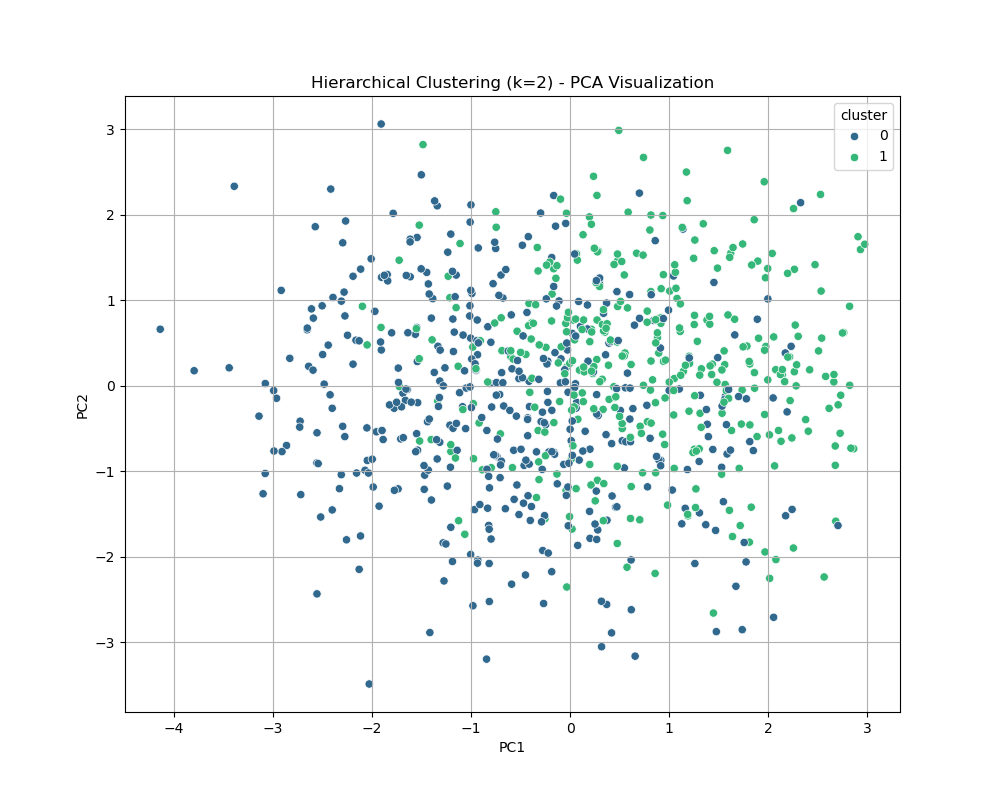 Hierarchical Clustering (k=2) - PCA Visualization
cluster
0
1
3
2
1
0
−1
−2
−3
PC2
−4 −3 −2 −1 0 1 2 3
PC1